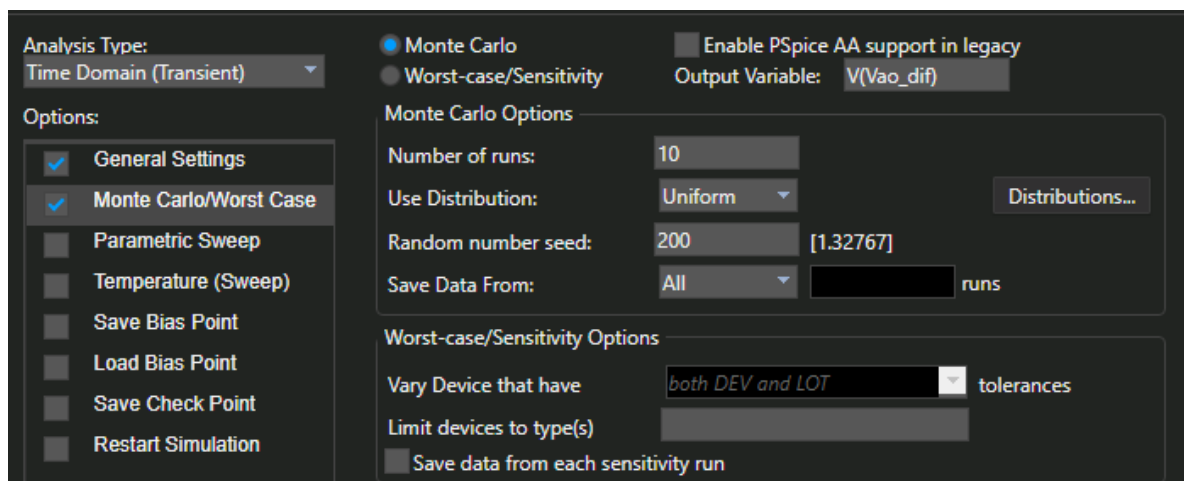 Analysis Type:
Time Domain (Transient)
Options:
General Settings
Monte Carlo/Worst Case
Parametric Sweep
Temperature (Sweep)
Save Bias Point
Load Bias Point
Save Check Point
Restart Simulation
Monte Carlo
Worst-case/Sensitivity
Enable PSpice AA support in legacy
Output Variable: V(Vao_dif)
Monte Carlo Options
Number of runs: 10
Use Distribution: Uniform Distributions...
Random number seed: 200 [1.32767]
Save Data From: All runs
Worst-case/Sensitivity Options
Vary Device that have both DEV and LOT tolerances
Limit devices to type(s)
Save data from each sensitivity run